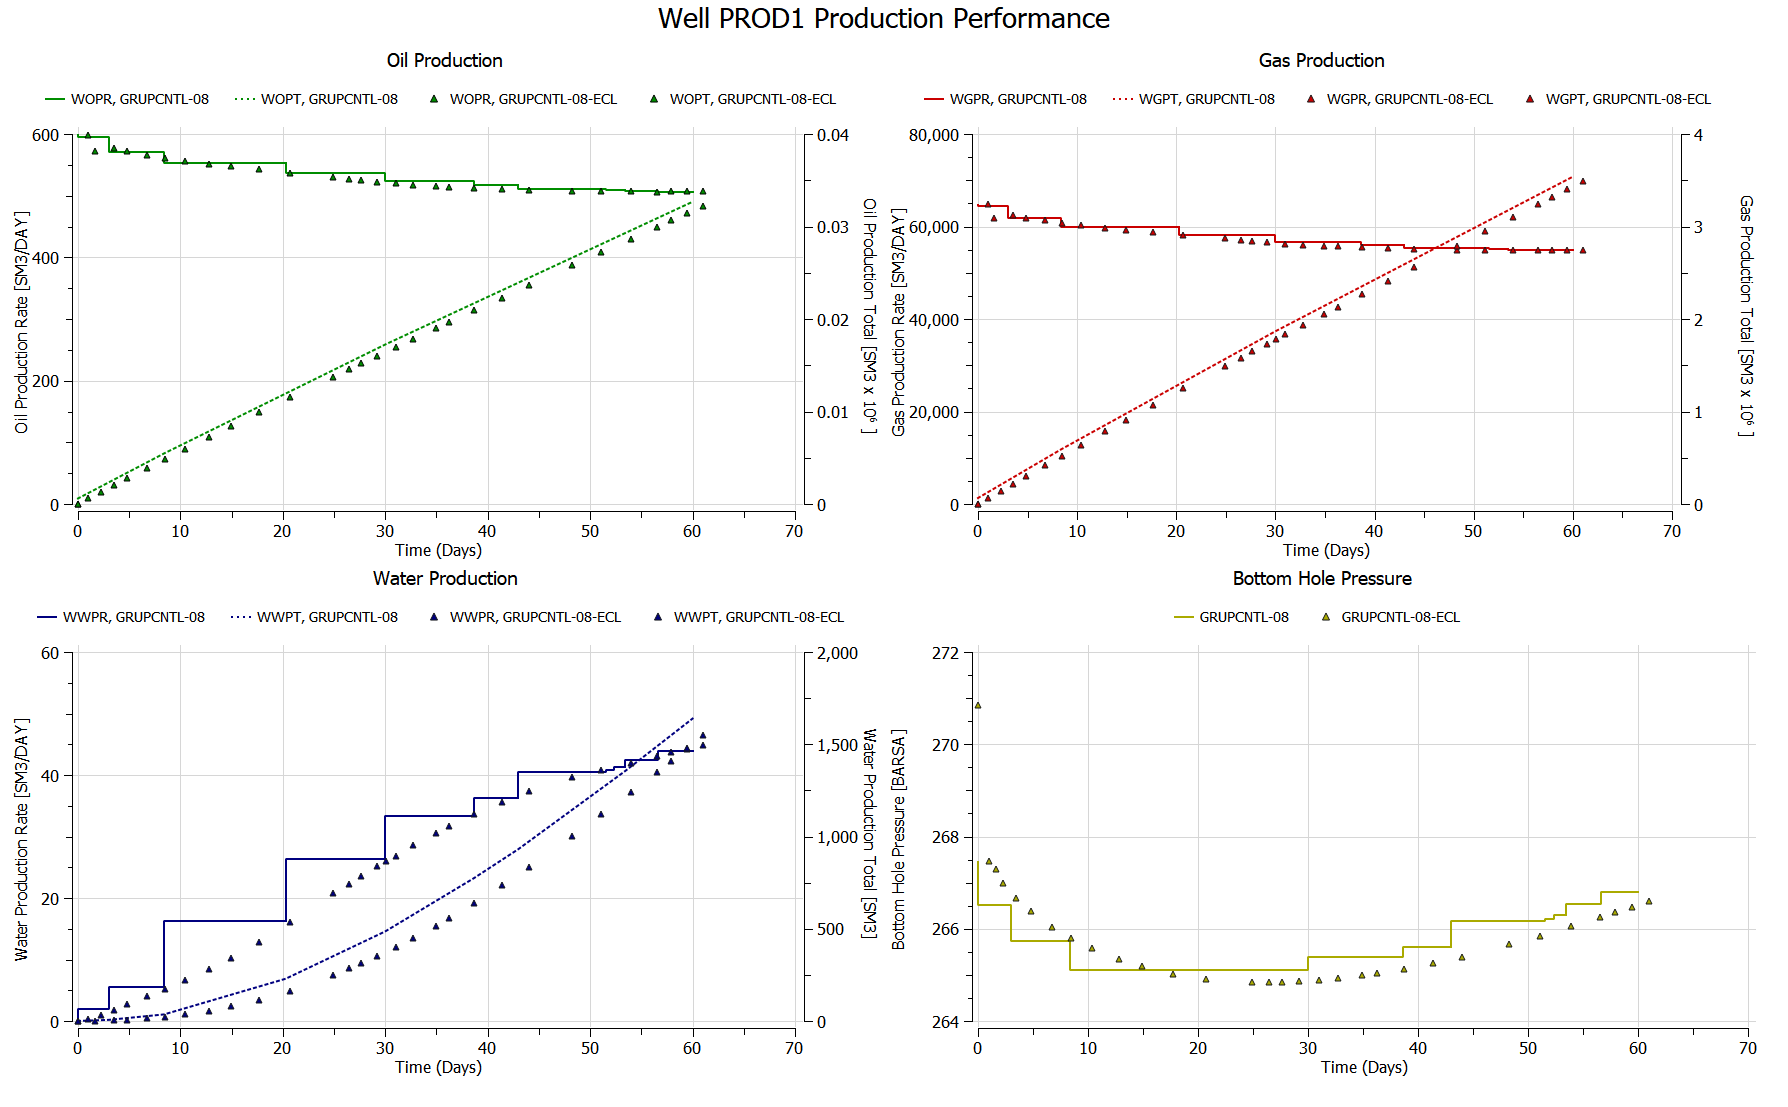 Well PROD1 Production Performance
Oil Production
WOPR, GRUPCNTL-08 WOPT, GRUPCNTL-08 WOPR, GRUPCNTL-08-ECL WOPT, GRUPCNTL-08-ECL
600
400
200
0
Oil Production Rate [SM3/DAY]
0.04
0.03
0.02
0.01
0
Oil Production Total [SM3 x 10⁶ ]
0 10 20 30 40 50 60 70
Time (Days)
Gas Production
WGPR, GRUPCNTL-08 WGPT, GRUPCNTL-08 WGPR, GRUPCNTL-08-ECL WGPT, GRUPCNTL-08-ECL
80,000
60,000
40,000
20,000
0
Gas Production Rate [SM3/DAY]
4
3
2
1
0
Gas Production Total [SM3 x 10⁶ ]
0 10 20 30 40 50 60 70
Time (Days)
Water Production
WWPR, GRUPCNTL-08 WWPT, GRUPCNTL-08 WWPR, GRUPCNTL-08-ECL WWPT, GRUPCNTL-08-ECL
60
40
20
0
Water Production Rate [SM3/DAY]
2,000
1,500
1,000
500
0
Water Production Total [SM3]
0 10 20 30 40 50 60 70
Time (Days)
Bottom Hole Pressure
GRUPCNTL-08 GRUPCNTL-08-ECL
272
270
268
266
264
Bottom Hole Pressure [BARSA]
0 10 20 30 40 50 60 70
Time (Days)